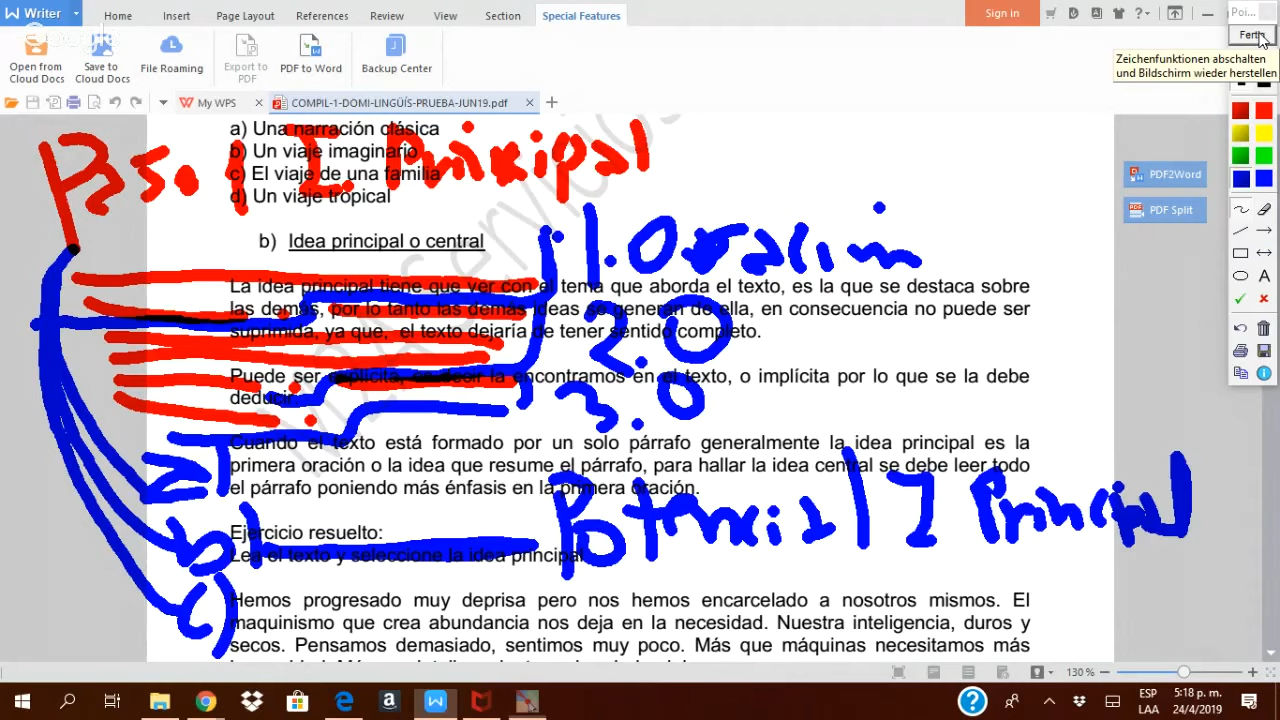 Writer
Home Insert Page Layout References Review View Section Special Features
Sign in
Poi...
Google
Open from Cloud Docs
Save to Cloud Docs
File Roaming
Export to PDF
PDF to Word
Backup Center
Zeichenfunktionen abschalten
und Bildschirm wieder herstellen
My WPS
COMPIL-1-DOMI-LINGÜÍS-PRUEBA-JUN19.pdf
PDF2Word
PDF Split
a) Una narración clásica
b) Un viaje imaginario
c) El viaje de una familia
d) Un viaje tropical
I. Principal
b) Idea principal o central
1. Oracin
La idea principal tiene que ver con el tema que aborda el texto, es la que se destaca sobre
las demás, por lo tanto las demás ideas se generan de ella, en consecuencia no puede ser
suprimida, ya que, el texto dejaría de tener sentido completo.
2. O
Puede ser explícita, es decir la encontramos en el texto, o implícita por lo que se la debe
deducir.
3. O
Cuando el texto está formado por un solo párrafo generalmente la idea principal es la
primera oración o la idea que resume el párrafo, para hallar la idea central se debe leer todo
el párrafo poniendo más énfasis en la primera oración.
a)
b)
c)
Potencial I Principal
Ejercicio resuelto:
Lea el texto y seleccione la idea principal
Hemos progresado muy deprisa pero nos hemos encarcelado a nosotros mismos. El
maquinismo que crea abundancia nos deja en la necesidad. Nuestra inteligencia, duros y
secos. Pensamos demasiado, sentimos muy poco. Más que máquinas necesitamos más
130 %
ESP
LAA
5:18 p. m.
24/4/2019